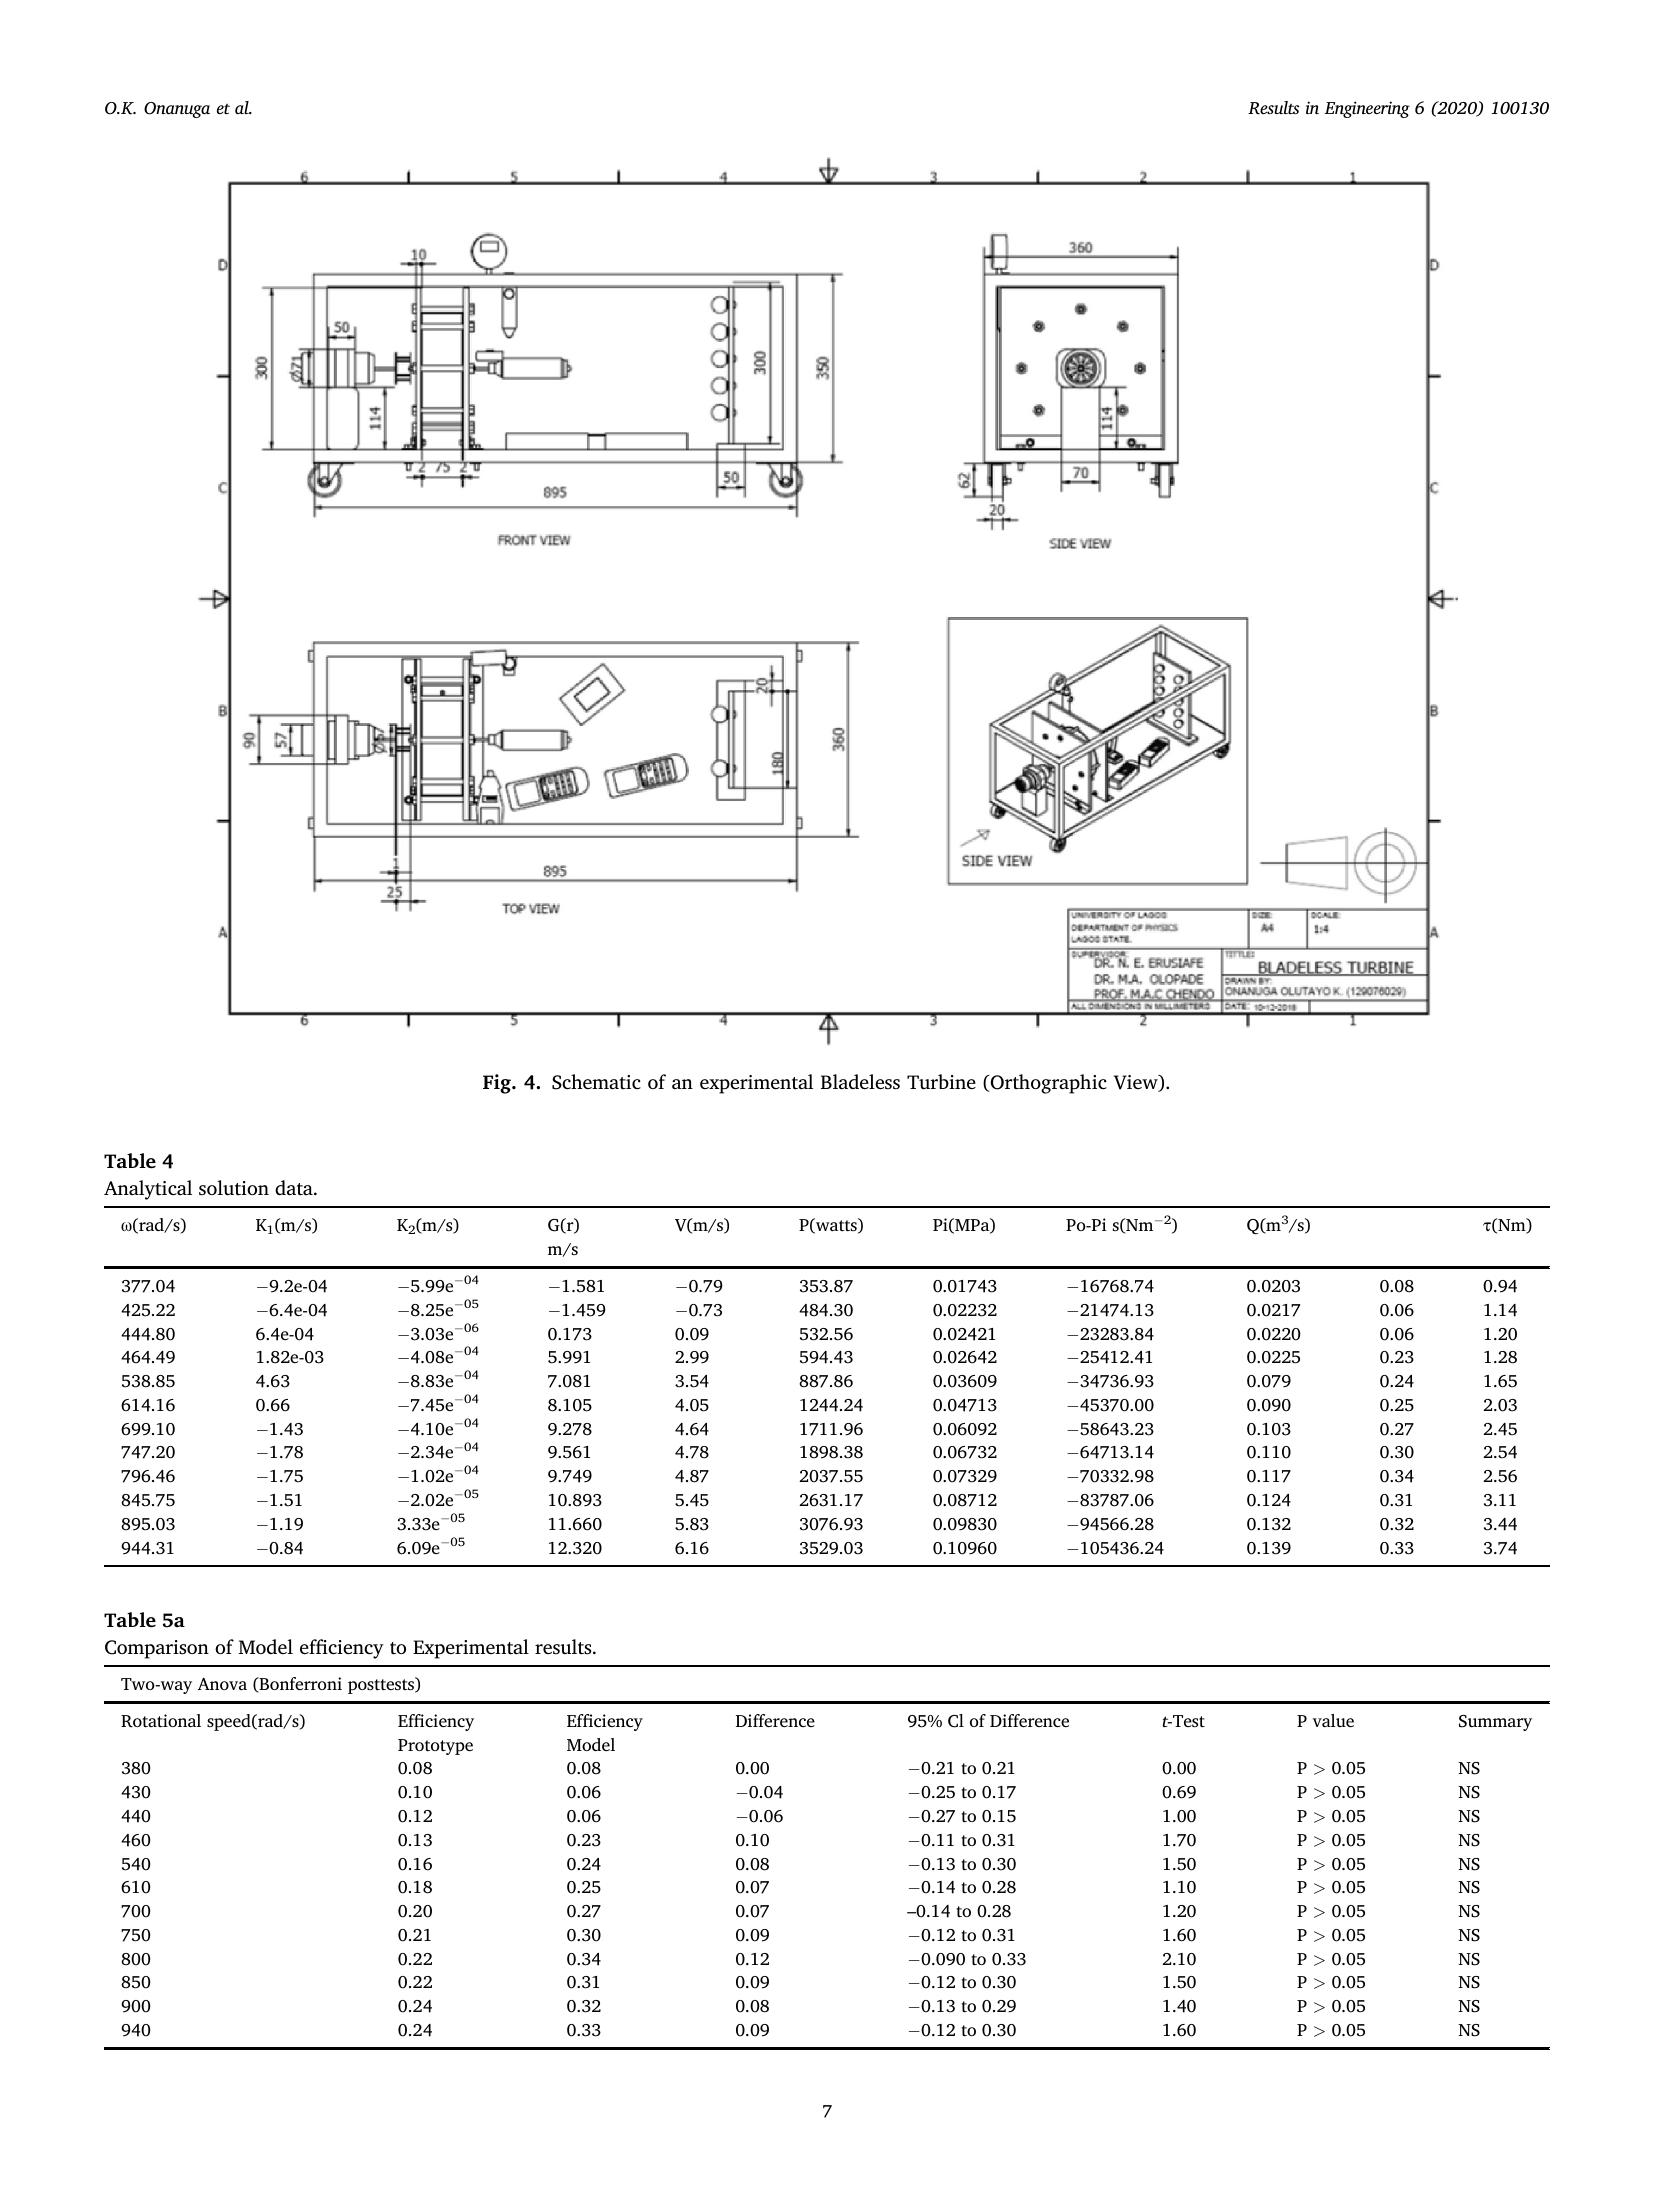 O.K. Onanuga et al.
Results in Engineering 6 (2020) 100130
6 5 4 3 2 1
D D
10
360
50
300
Ø71
114
300
350
114
2 75 2
50
62
70
20
895
C C
FRONT VIEW
SIDE VIEW
B B
90
57
20
180
360
1
25
895
TOP VIEW
SIDE VIEW
A A
UNIVERSITY OF LAGOS
DEPARTMENT OF PHYSICS
LAGOS STATE.
SIZE:
A4
SCALE:
1:4
SUPERVISOR:
DR. N. E. ERUSIAFE
DR. M.A. OLOPADE
PROF. M.A.C CHENDO
TITTLE:
BLADELESS TURBINE
DRAWN BY:
ONANUGA OLUTAYO K. (129076029)
ALL DIMENSIONS IN MILLIMETERS
DATE: 10-12-2018
6 5 4 3 2 1
Fig. 4. Schematic of an experimental Bladeless Turbine (Orthographic View).
Table 4
Analytical solution data.
ω(rad/s) K₁(m/s) K₂(m/s) G(r) V(m/s) P(watts) Pi(MPa) Po-Pi s(Nm⁻²) Q(m³/s) τ(Nm)
m/s
377.04 −9.2e-04 −5.99e⁻⁰⁴ −1.581 −0.79 353.87 0.01743 −16768.74 0.0203 0.08 0.94
425.22 −6.4e-04 −8.25e⁻⁰⁵ −1.459 −0.73 484.30 0.02232 −21474.13 0.0217 0.06 1.14
444.80 6.4e-04 −3.03e⁻⁰⁶ 0.173 0.09 532.56 0.02421 −23283.84 0.0220 0.06 1.20
464.49 1.82e-03 −4.08e⁻⁰⁴ 5.991 2.99 594.43 0.02642 −25412.41 0.0225 0.23 1.28
538.85 4.63 −8.83e⁻⁰⁴ 7.081 3.54 887.86 0.03609 −34736.93 0.079 0.24 1.65
614.16 0.66 −7.45e⁻⁰⁴ 8.105 4.05 1244.24 0.04713 −45370.00 0.090 0.25 2.03
699.10 −1.43 −4.10e⁻⁰⁴ 9.278 4.64 1711.96 0.06092 −58643.23 0.103 0.27 2.45
747.20 −1.78 −2.34e⁻⁰⁴ 9.561 4.78 1898.38 0.06732 −64713.14 0.110 0.30 2.54
796.46 −1.75 −1.02e⁻⁰⁴ 9.749 4.87 2037.55 0.07329 −70332.98 0.117 0.34 2.56
845.75 −1.51 −2.02e⁻⁰⁵ 10.893 5.45 2631.17 0.08712 −83787.06 0.124 0.31 3.11
895.03 −1.19 3.33e⁻⁰⁵ 11.660 5.83 3076.93 0.09830 −94566.28 0.132 0.32 3.44
944.31 −0.84 6.09e⁻⁰⁵ 12.320 6.16 3529.03 0.10960 −105436.24 0.139 0.33 3.74
Table 5a
Comparison of Model efficiency to Experimental results.
Two-way Anova (Bonferroni posttests)
Rotational speed(rad/s) Efficiency Efficiency Difference 95% Cl of Difference t-Test P value Summary
Prototype Model
380 0.08 0.08 0.00 −0.21 to 0.21 0.00 P > 0.05 NS
430 0.10 0.06 −0.04 −0.25 to 0.17 0.69 P > 0.05 NS
440 0.12 0.06 −0.06 −0.27 to 0.15 1.00 P > 0.05 NS
460 0.13 0.23 0.10 −0.11 to 0.31 1.70 P > 0.05 NS
540 0.16 0.24 0.08 −0.13 to 0.30 1.50 P > 0.05 NS
610 0.18 0.25 0.07 −0.14 to 0.28 1.10 P > 0.05 NS
700 0.20 0.27 0.07 –0.14 to 0.28 1.20 P > 0.05 NS
750 0.21 0.30 0.09 −0.12 to 0.31 1.60 P > 0.05 NS
800 0.22 0.34 0.12 −0.090 to 0.33 2.10 P > 0.05 NS
850 0.22 0.31 0.09 −0.12 to 0.30 1.50 P > 0.05 NS
900 0.24 0.32 0.08 −0.13 to 0.29 1.40 P > 0.05 NS
940 0.24 0.33 0.09 −0.12 to 0.30 1.60 P > 0.05 NS
7